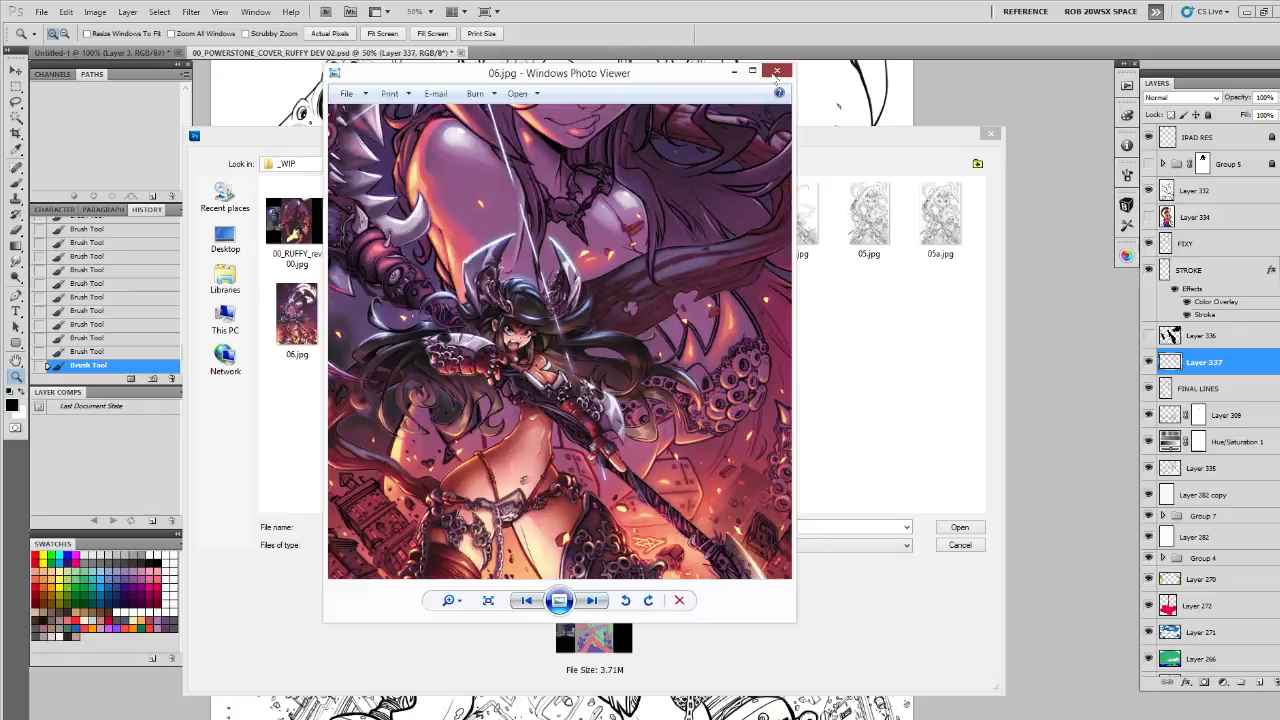 Ps File Edit Image Layer Select Filter View Window Help Br Mb 50% REFERENCE ROB 20WSX SPACE CS Live
Resize Windows To Fit Zoom All Windows Scrubby Zoom Actual Pixels Fit Screen Fill Screen Print Size
Untitled-1 @ 100% (Layer 3, RGB/8#) * 00_POWERSTONE_COVER_RUFFY DEV 02.psd @ 50% (Layer 337, RGB/8*) *
CHANNELS PATHS
CHARACTER PARAGRAPH HISTORY
Brush Tool
Brush Tool
Brush Tool
Brush Tool
Brush Tool
Brush Tool
Brush Tool
Brush Tool
Brush Tool
Brush Tool
Brush Tool
LAYER COMPS
Last Document State
SWATCHES
Look in: _WIP
Recent places
Desktop
Libraries
This PC
Network
00_RUFFY_rev
00.jpg
06.jpg
05.jpg
05a.jpg
File name:
Files of type:
Open
Cancel
File Size: 3.71M
06.jpg - Windows Photo Viewer
File Print E-mail Burn Open
LAYERS
Normal Opacity: 100%
Lock: Fill: 100%
IPAD RES
Group 5
Layer 332
Layer 334
FIXY
STROKE fx
Effects
Color Overlay
Stroke
Layer 336
Layer 337
FINAL LINES
Layer 309
Hue/Saturation 1
Layer 335
Layer 282 copy
Group 7
Layer 282
Group 4
Layer 270
Layer 272
Layer 271
Layer 266